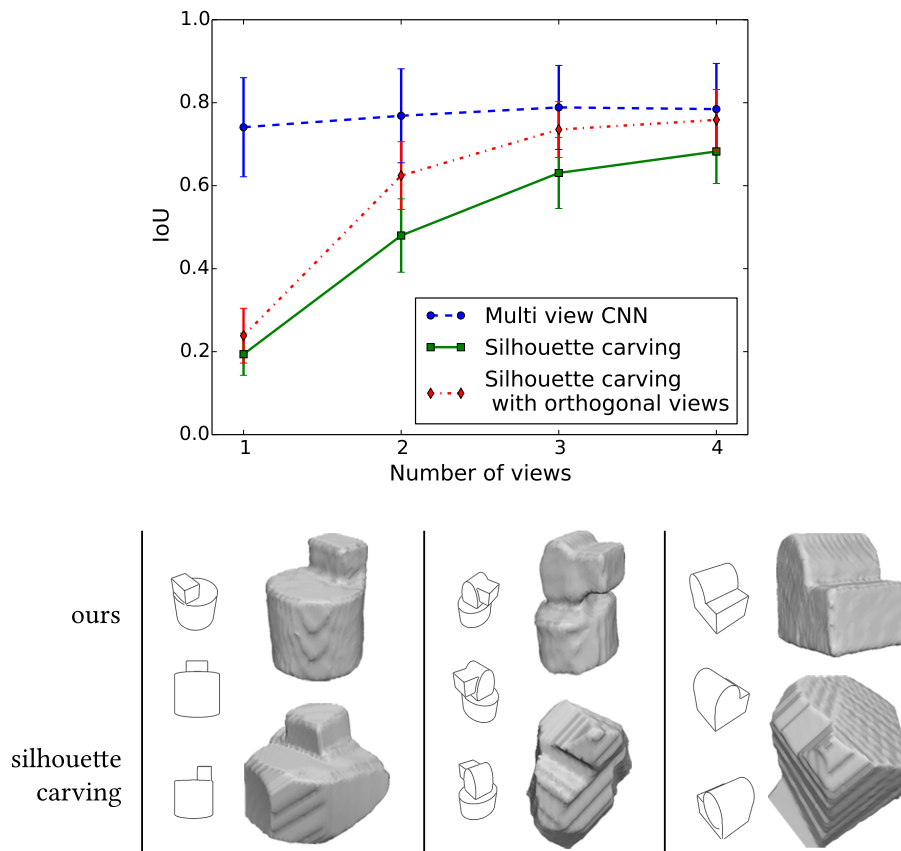 1.0
0.8
0.6
0.4
0.2
0.0
IoU
1
2
3
4
Number of views
Multi view CNN
Silhouette carving
Silhouette carving
with orthogonal views
ours
silhouette
carving